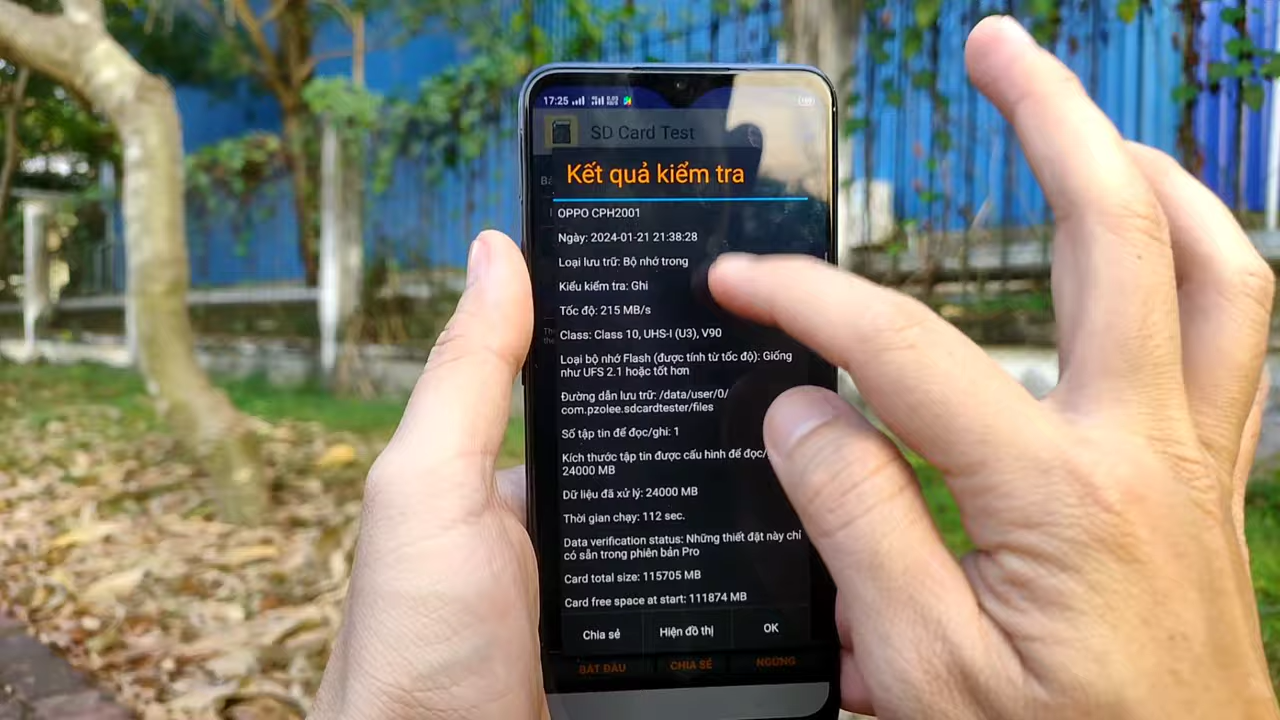 17:25
SD Card Test
Kết quả kiểm tra
OPPO CPH2001
Ngày: 2024-01-21 21:38:28
Loại lưu trữ: Bộ nhớ trong
Kiểu kiểm tra: Ghi
Tốc độ: 215 MB/s
Class: Class 10, UHS-I (U3), V90
Loại bộ nhớ Flash (được tính từ tốc độ): Giống
như UFS 2.1 hoặc tốt hơn
Đường dẫn lưu trữ: /data/user/0/
com.pzolee.sdcardtester/files
Số tập tin để đọc/ghi: 1
Kích thước tập tin được cấu hình để đọc/
24000 MB
Dữ liệu đã xử lý: 24000 MB
Thời gian chạy: 112 sec.
Data verification status: Những thiết đặt này chỉ
có sẵn trong phiên bản Pro
Card total size: 115705 MB
Card free space at start: 111874 MB
Chia sẻ Hiện đồ thị OK
BẮT ĐẦU CHIA SẺ NGỪNG